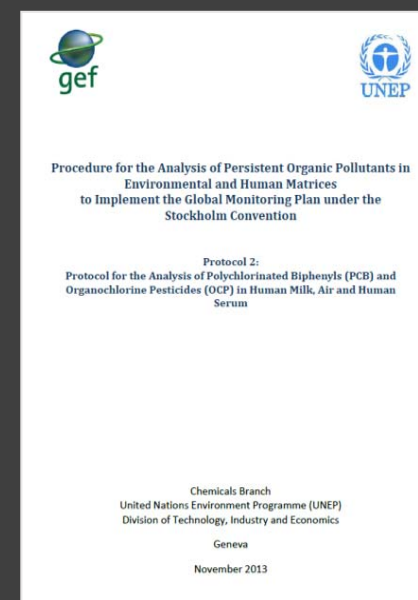 gef
UNEP
Procedure for the Analysis of Persistent Organic Pollutants in
Environmental and Human Matrices
to Implement the Global Monitoring Plan under the
Stockholm Convention
Protocol 2:
Protocol for the Analysis of Polychlorinated Biphenyls (PCB) and
Organochlorine Pesticides (OCP) in Human Milk, Air and Human
Serum
Chemicals Branch
United Nations Environment Programme (UNEP)
Division of Technology, Industry and Economics
Geneva
November 2013